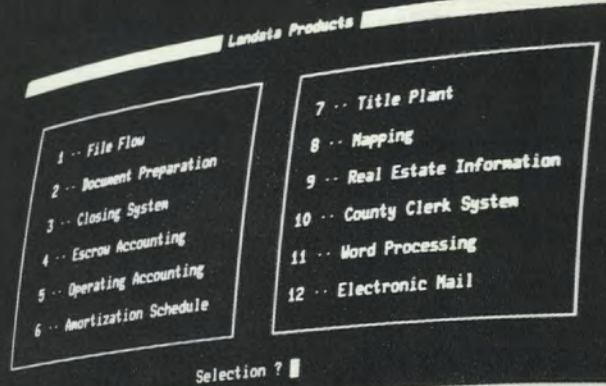 Landata Products
1 -- File Flow
2 -- Document Preparation
3 -- Closing System
4 -- Escrow Accounting
5 -- Operating Accounting
6 -- Amortization Schedule
7 -- Title Plant
8 -- Mapping
9 -- Real Estate Information
10 -- County Clerk System
11 -- Word Processing
12 -- Electronic Mail
Selection ?